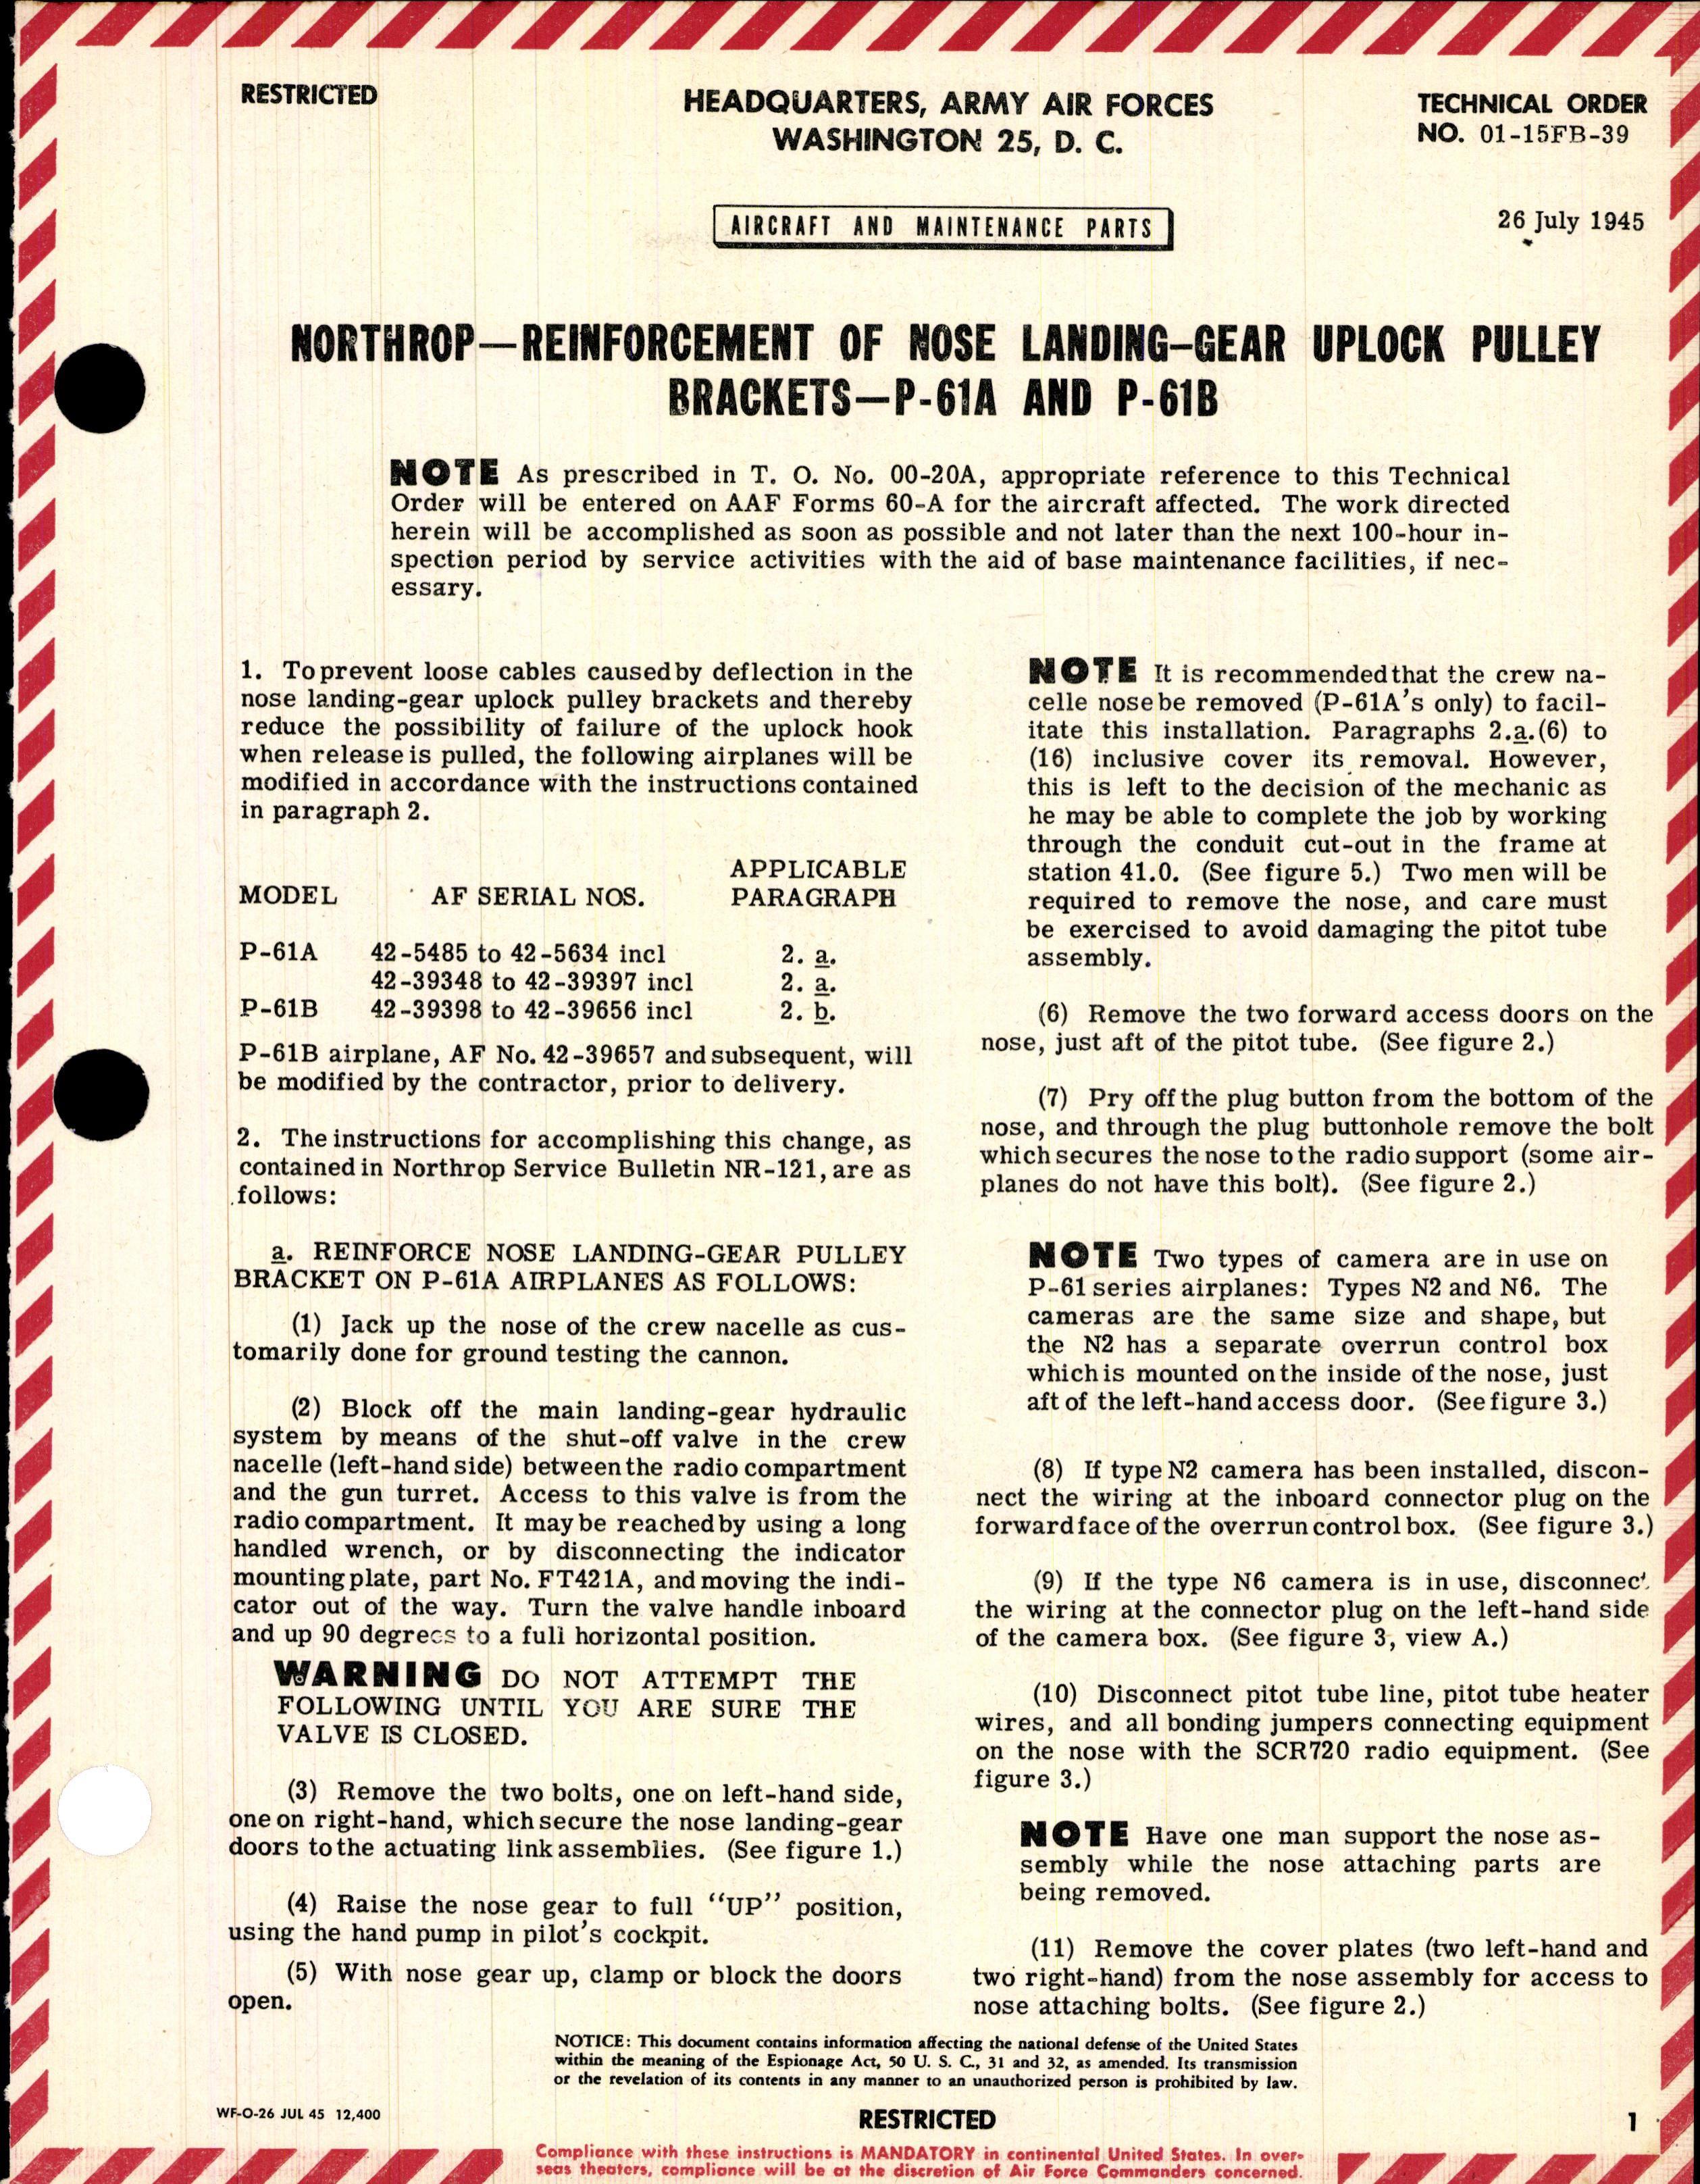 RESTRICTED
HEADQUARTERS, ARMY AIR FORCES
WASHINGTON 25, D. C.
TECHNICAL ORDER
NO. 01-15FB-39
AIRCRAFT AND MAINTENANCE PARTS
26 July 1945
NORTHROP—REINFORCEMENT OF NOSE LANDING-GEAR UPLOCK PULLEY
BRACKETS—P-61A AND P-61B
NOTE As prescribed in T. O. No. 00-20A, appropriate reference to this Technical
Order will be entered on AAF Forms 60-A for the aircraft affected. The work directed
herein will be accomplished as soon as possible and not later than the next 100-hour in-
spection period by service activities with the aid of base maintenance facilities, if nec-
essary.
1. To prevent loose cables caused by deflection in the
nose landing-gear uplock pulley brackets and thereby
reduce the possibility of failure of the uplock hook
when release is pulled, the following airplanes will be
modified in accordance with the instructions contained
in paragraph 2.
APPLICABLE
MODEL AF SERIAL NOS. PARAGRAPH
P-61A 42-5485 to 42-5634 incl 2. a.
42-39348 to 42-39397 incl 2. a.
P-61B 42-39398 to 42-39656 incl 2. b.
P-61B airplane, AF No. 42-39657 and subsequent, will
be modified by the contractor, prior to delivery.
2. The instructions for accomplishing this change, as
contained in Northrop Service Bulletin NR-121, are as
follows:
a. REINFORCE NOSE LANDING-GEAR PULLEY
BRACKET ON P-61A AIRPLANES AS FOLLOWS:
(1) Jack up the nose of the crew nacelle as cus-
tomarily done for ground testing the cannon.
(2) Block off the main landing-gear hydraulic
system by means of the shut-off valve in the crew
nacelle (left-hand side) between the radio compartment
and the gun turret. Access to this valve is from the
radio compartment. It may be reached by using a long
handled wrench, or by disconnecting the indicator
mounting plate, part No. FT421A, and moving the indi-
cator out of the way. Turn the valve handle inboard
and up 90 degrees to a full horizontal position.
WARNING DO NOT ATTEMPT THE
FOLLOWING UNTIL YOU ARE SURE THE
VALVE IS CLOSED.
(3) Remove the two bolts, one on left-hand side,
one on right-hand, which secure the nose landing-gear
doors to the actuating link assemblies. (See figure 1.)
(4) Raise the nose gear to full "UP" position,
using the hand pump in pilot's cockpit.
(5) With nose gear up, clamp or block the doors
open.
NOTE It is recommended that the crew na-
celle nose be removed (P-61A's only) to facil-
itate this installation. Paragraphs 2.a.(6) to
(16) inclusive cover its removal. However,
this is left to the decision of the mechanic as
he may be able to complete the job by working
through the conduit cut-out in the frame at
station 41.0. (See figure 5.) Two men will be
required to remove the nose, and care must
be exercised to avoid damaging the pitot tube
assembly.
(6) Remove the two forward access doors on the
nose, just aft of the pitot tube. (See figure 2.)
(7) Pry off the plug button from the bottom of the
nose, and through the plug buttonhole remove the bolt
which secures the nose to the radio support (some air-
planes do not have this bolt). (See figure 2.)
NOTE Two types of camera are in use on
P-61 series airplanes: Types N2 and N6. The
cameras are the same size and shape, but
the N2 has a separate overrun control box
which is mounted on the inside of the nose, just
aft of the left-hand access door. (See figure 3.)
(8) If type N2 camera has been installed, discon-
nect the wiring at the inboard connector plug on the
forward face of the overrun control box. (See figure 3.)
(9) If the type N6 camera is in use, disconnect
the wiring at the connector plug on the left-hand side
of the camera box. (See figure 3, view A.)
(10) Disconnect pitot tube line, pitot tube heater
wires, and all bonding jumpers connecting equipment
on the nose with the SCR720 radio equipment. (See
figure 3.)
NOTE Have one man support the nose as-
sembly while the nose attaching parts are
being removed.
(11) Remove the cover plates (two left-hand and
two right-hand) from the nose assembly for access to
nose attaching bolts. (See figure 2.)
NOTICE: This document contains information affecting the national defense of the United States
within the meaning of the Espionage Act, 50 U. S. C., 31 and 32, as amended. Its transmission
or the revelation of its contents in any manner to an unauthorized person is prohibited by law.
WF-O-26 JUL 45 12,400
RESTRICTED
1
Compliance with these instructions is MANDATORY in continental United States. In over-
seas theaters, compliance will be at the discretion of Air Force Commanders concerned.